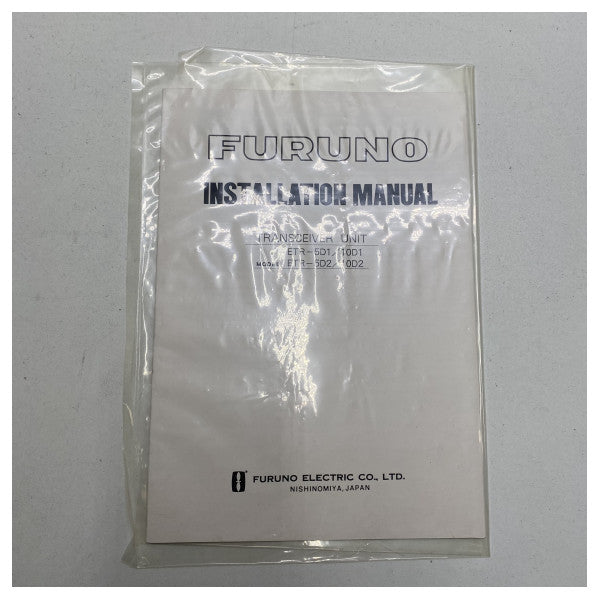 FURUNO
INSTALLATION MANUAL
TRANSCEIVER UNIT
ETR-5D1/10D1
MODEL ETR-5D2/10D2
FURUNO ELECTRIC CO., LTD.
NISHINOMIYA, JAPAN